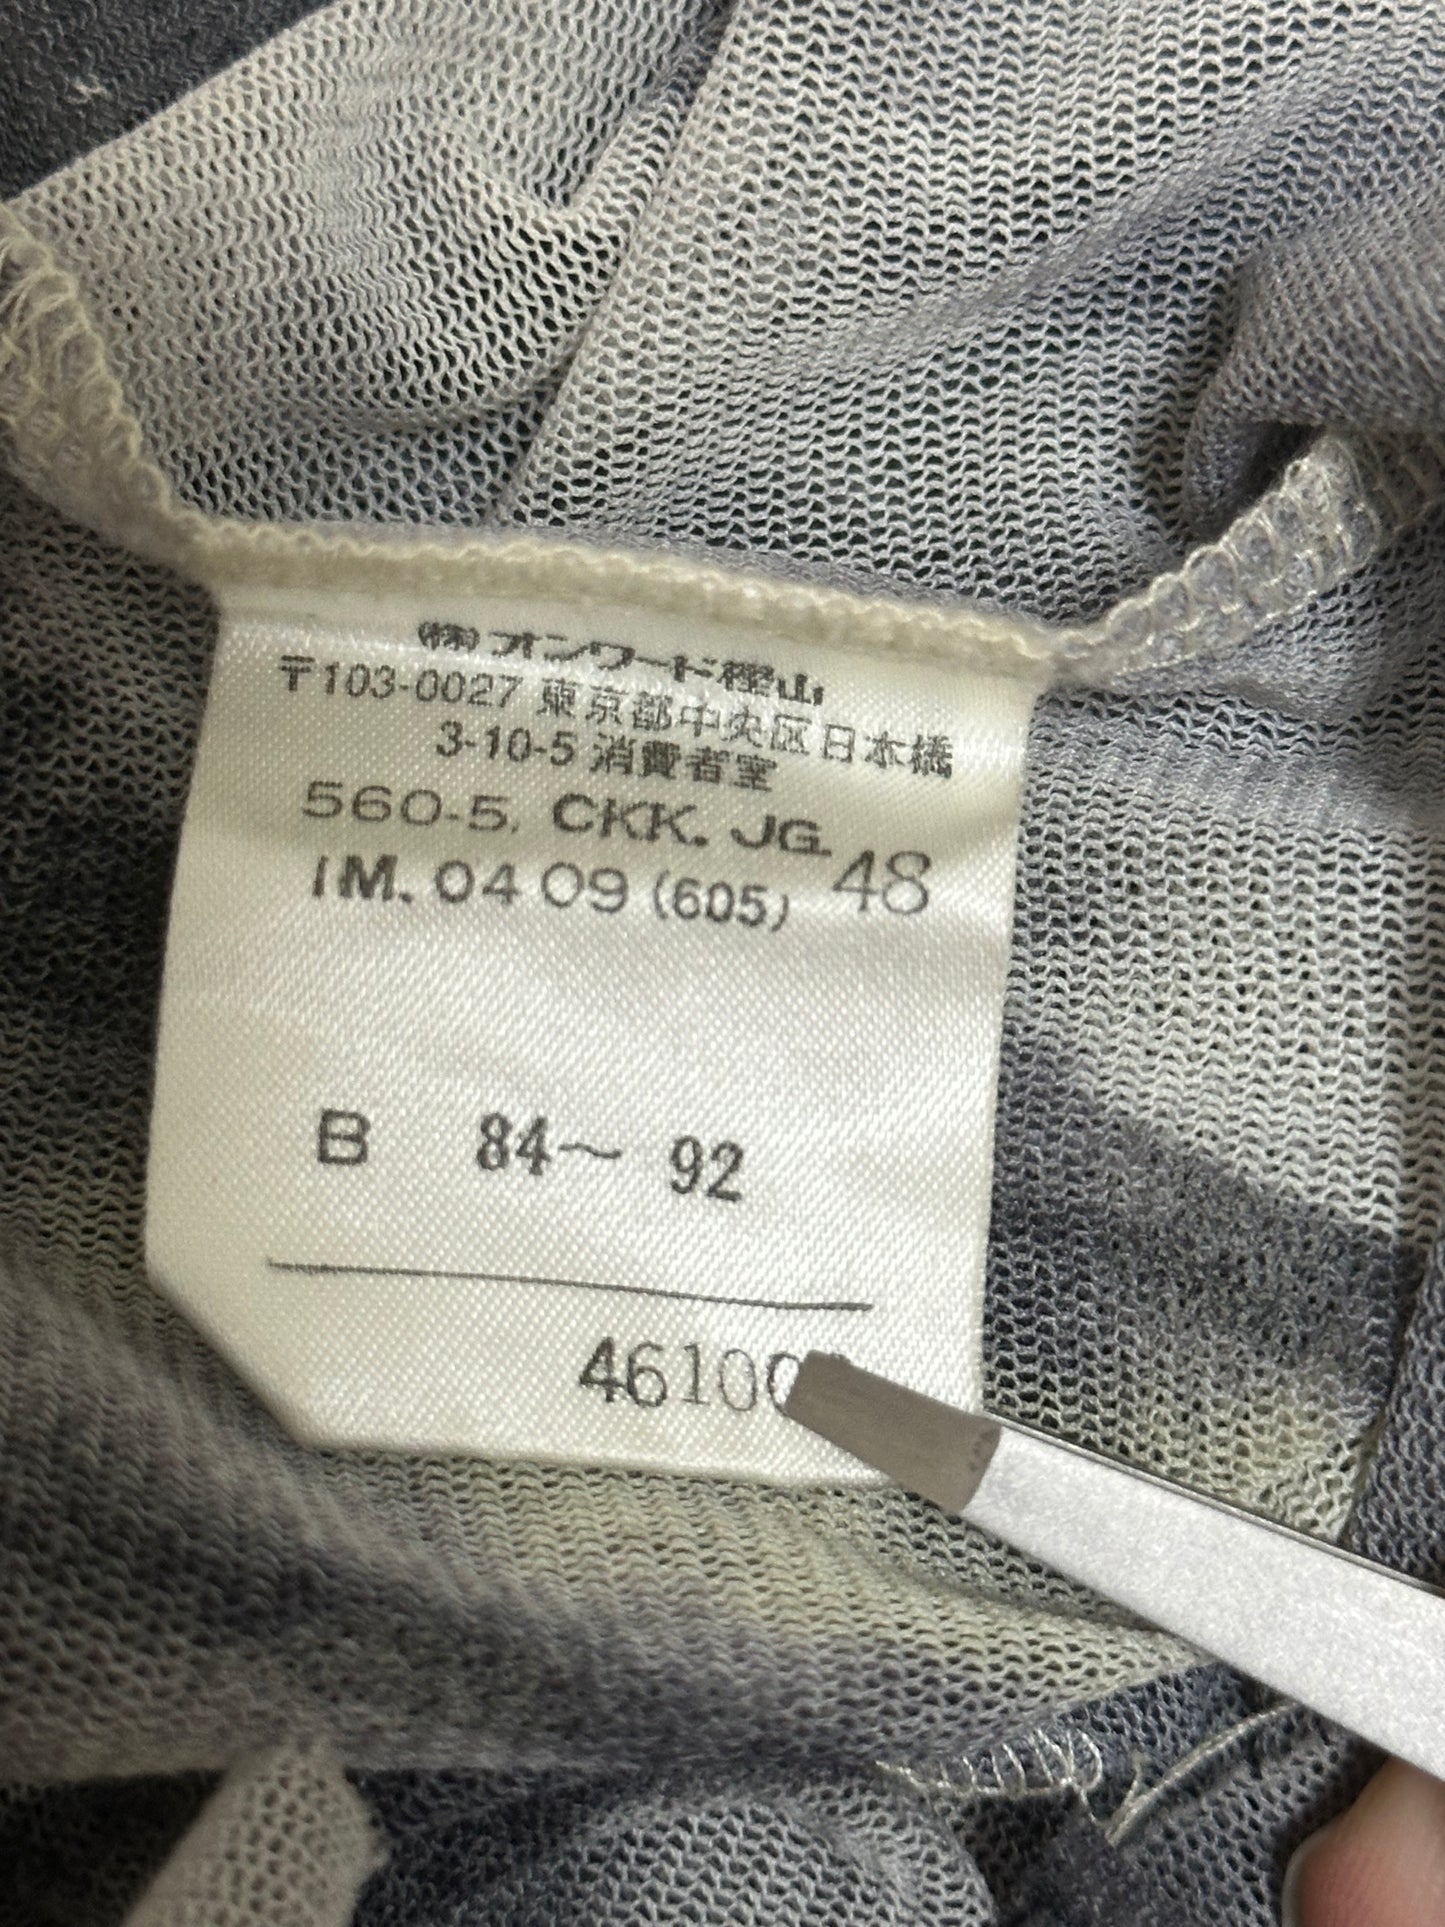 (株)オンワード樫山
〒103-0027 東京都中央区日本橋
3-10-5 消費者室
560-5. CKK. JG. 48
IM. 04 09 (605)
B 84～ 92
46100